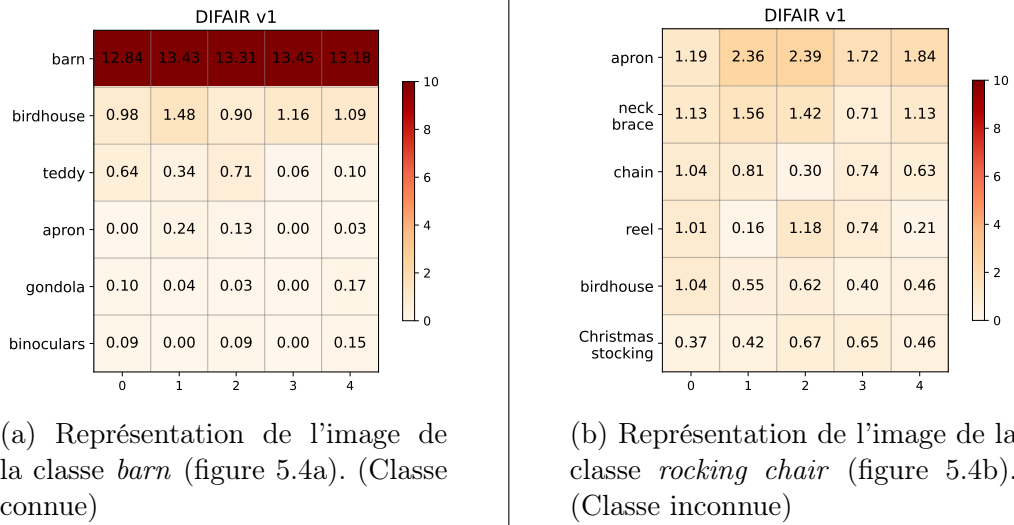 DIFAIR v1
barn 12.84 13.43 13.31 13.45 13.18
birdhouse 0.98 1.48 0.90 1.16 1.09
teddy 0.64 0.34 0.71 0.06 0.10
apron 0.00 0.24 0.13 0.00 0.03
gondola 0.10 0.04 0.03 0.00 0.17
binoculars 0.09 0.00 0.09 0.00 0.15
0 1 2 3 4
10
8
6
4
2
0
(a) Représentation de l'image de
la classe barn (figure 5.4a). (Classe
connue)
DIFAIR v1
apron 1.19 2.36 2.39 1.72 1.84
neck
brace 1.13 1.56 1.42 0.71 1.13
chain 1.04 0.81 0.30 0.74 0.63
reel 1.01 0.16 1.18 0.74 0.21
birdhouse 1.04 0.55 0.62 0.40 0.46
Christmas
stocking 0.37 0.42 0.67 0.65 0.46
0 1 2 3 4
10
8
6
4
2
0
(b) Représentation de l'image de la
classe rocking chair (figure 5.4b).
(Classe inconnue)